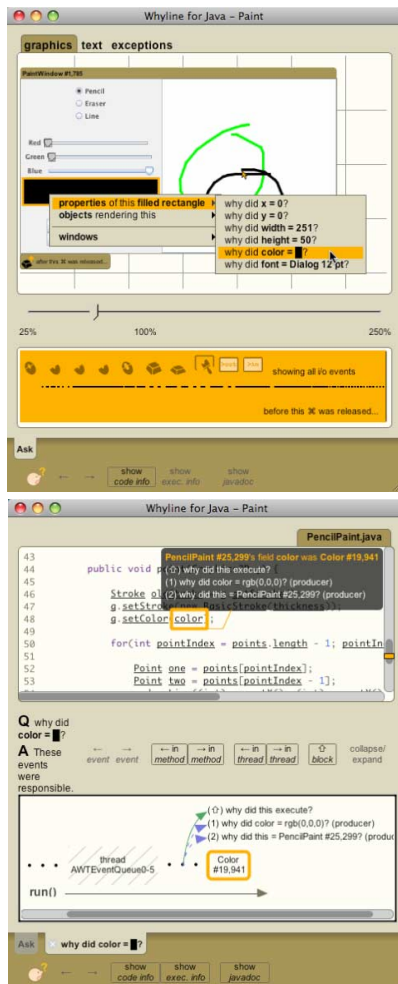 Whyline for Java - Paint
graphics text exceptions
PaintWindow #1,785
Pencil
Eraser
Line
Red
Green
Blue
properties of this filled rectangle
objects rendering this
windows
why did x = 0?
why did y = 0?
why did width = 251?
why did height = 50?
why did color = ?
why did font = Dialog 12 pt?
after this ⌘ was released...
25% 100% 250%
showing all i/o events
before this ⌘ was released...
Ask
? ← → show code info show exec. info show javadoc
Whyline for Java - Paint
PencilPaint.java
PencilPaint #25,299's field color was Color #19,941
(⇧) why did this execute?
(1) why did color = rgb(0,0,0)? (producer)
(2) why did this = PencilPaint #25,299? (producer)
43
44 public void
45
46 Stroke
47 g.setStroke(new BasicStroke(thickness));
48 g.setColor(color);
49
50 for(int pointIndex = points.length - 1; pointIn
51
52 Point one = points[pointIndex];
53 Point two = points[pointIndex - 1];
Q why did
color = ?
A These
events
were
responsible.
← event → event ← in method → in method ← in thread → in thread ⇧ block collapse/ expand
(⇧) why did this execute?
(1) why did color = rgb(0,0,0)? (producer)
(2) why did this = PencilPaint #25,299? (produc
thread
AWTEventQueue0-5
Color
#19,941
run()
Ask why did color = ?
? ← → show code info show exec. info show javadoc